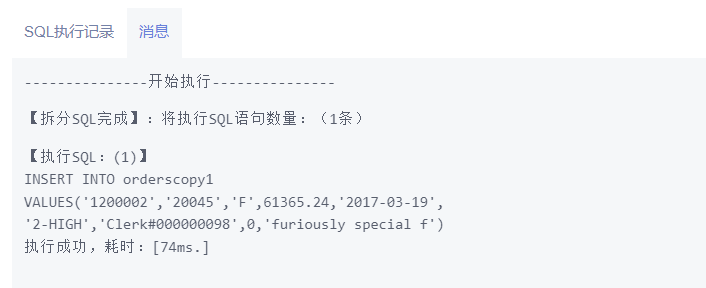 SQL执行记录 消息
---------------开始执行---------------
【拆分SQL完成】：将执行SQL语句数量：（1条）
【执行SQL：(1)】
INSERT INTO orderscopy1
VALUES('1200002','20045','F',61365.24,'2017-03-19',
'2-HIGH','Clerk#000000098',0,'furiously special f')
执行成功，耗时：[74ms.]